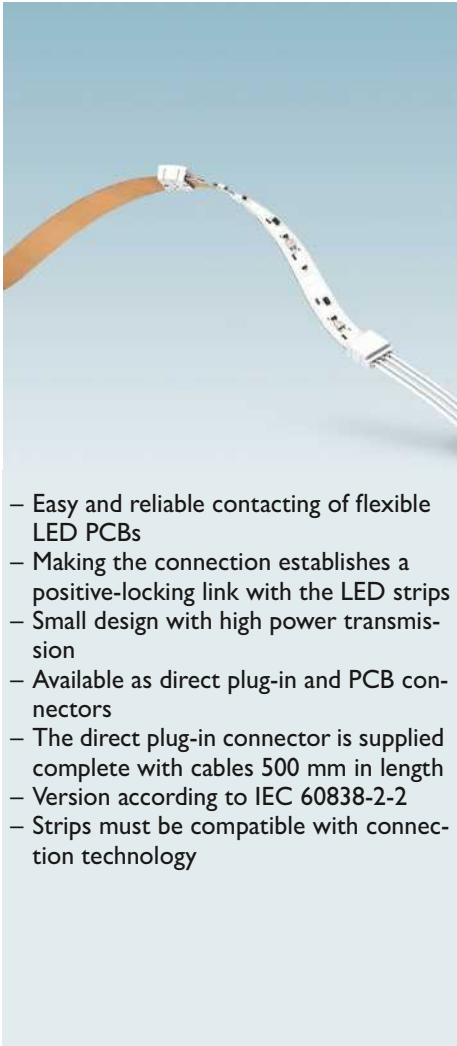 – Easy and reliable contacting of flexible
LED PCBs
– Making the connection establishes a
positive-locking link with the LED strips
– Small design with high power transmis-
sion
– Available as direct plug-in and PCB con-
nectors
– The direct plug-in connector is supplied
complete with cables 500 mm in length
– Version according to IEC 60838-2-2
– Strips must be compatible with connec-
tion technology